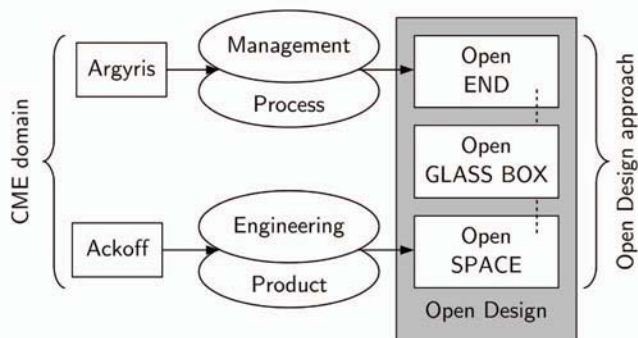 CME domain
Argyris
Management
Process
Open
END
Open
GLASS BOX
Ackoff
Engineering
Product
Open
SPACE
Open Design
Open Design approach